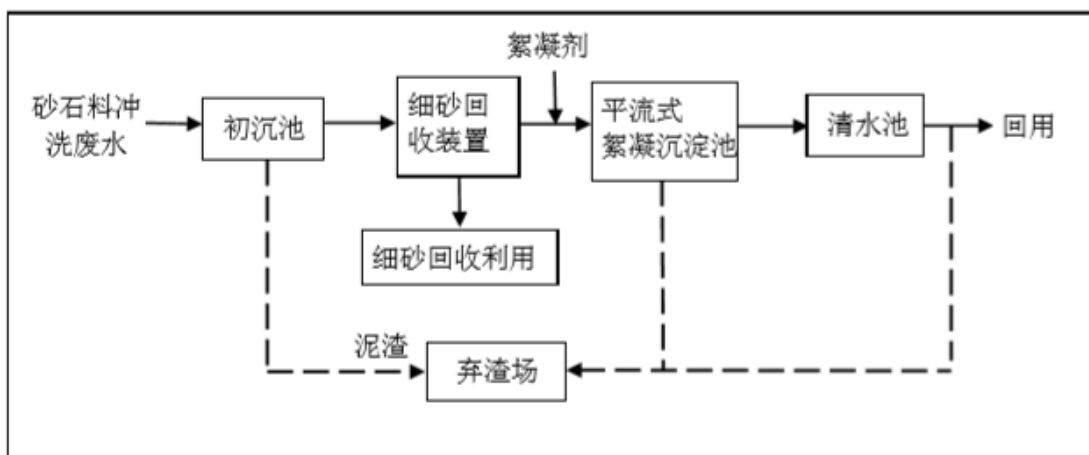 絮凝剂
砂石料冲
洗废水
初沉池
细砂回
收装置
平流式
絮凝沉淀池
清水池
回用
细砂回收利用
泥渣
弃渣场